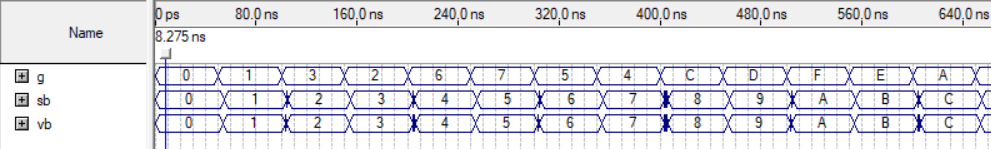 0 ps 80.0 ns 160.0 ns 240.0 ns 320.0 ns 400.0 ns 480.0 ns 560.0 ns 640.0 ns
Name
8.275 ns
g 0 1 3 2 6 7 5 4 C D F E A
sb 0 1 2 3 4 5 6 7 8 9 A B C
vb 0 1 2 3 4 5 6 7 8 9 A B C